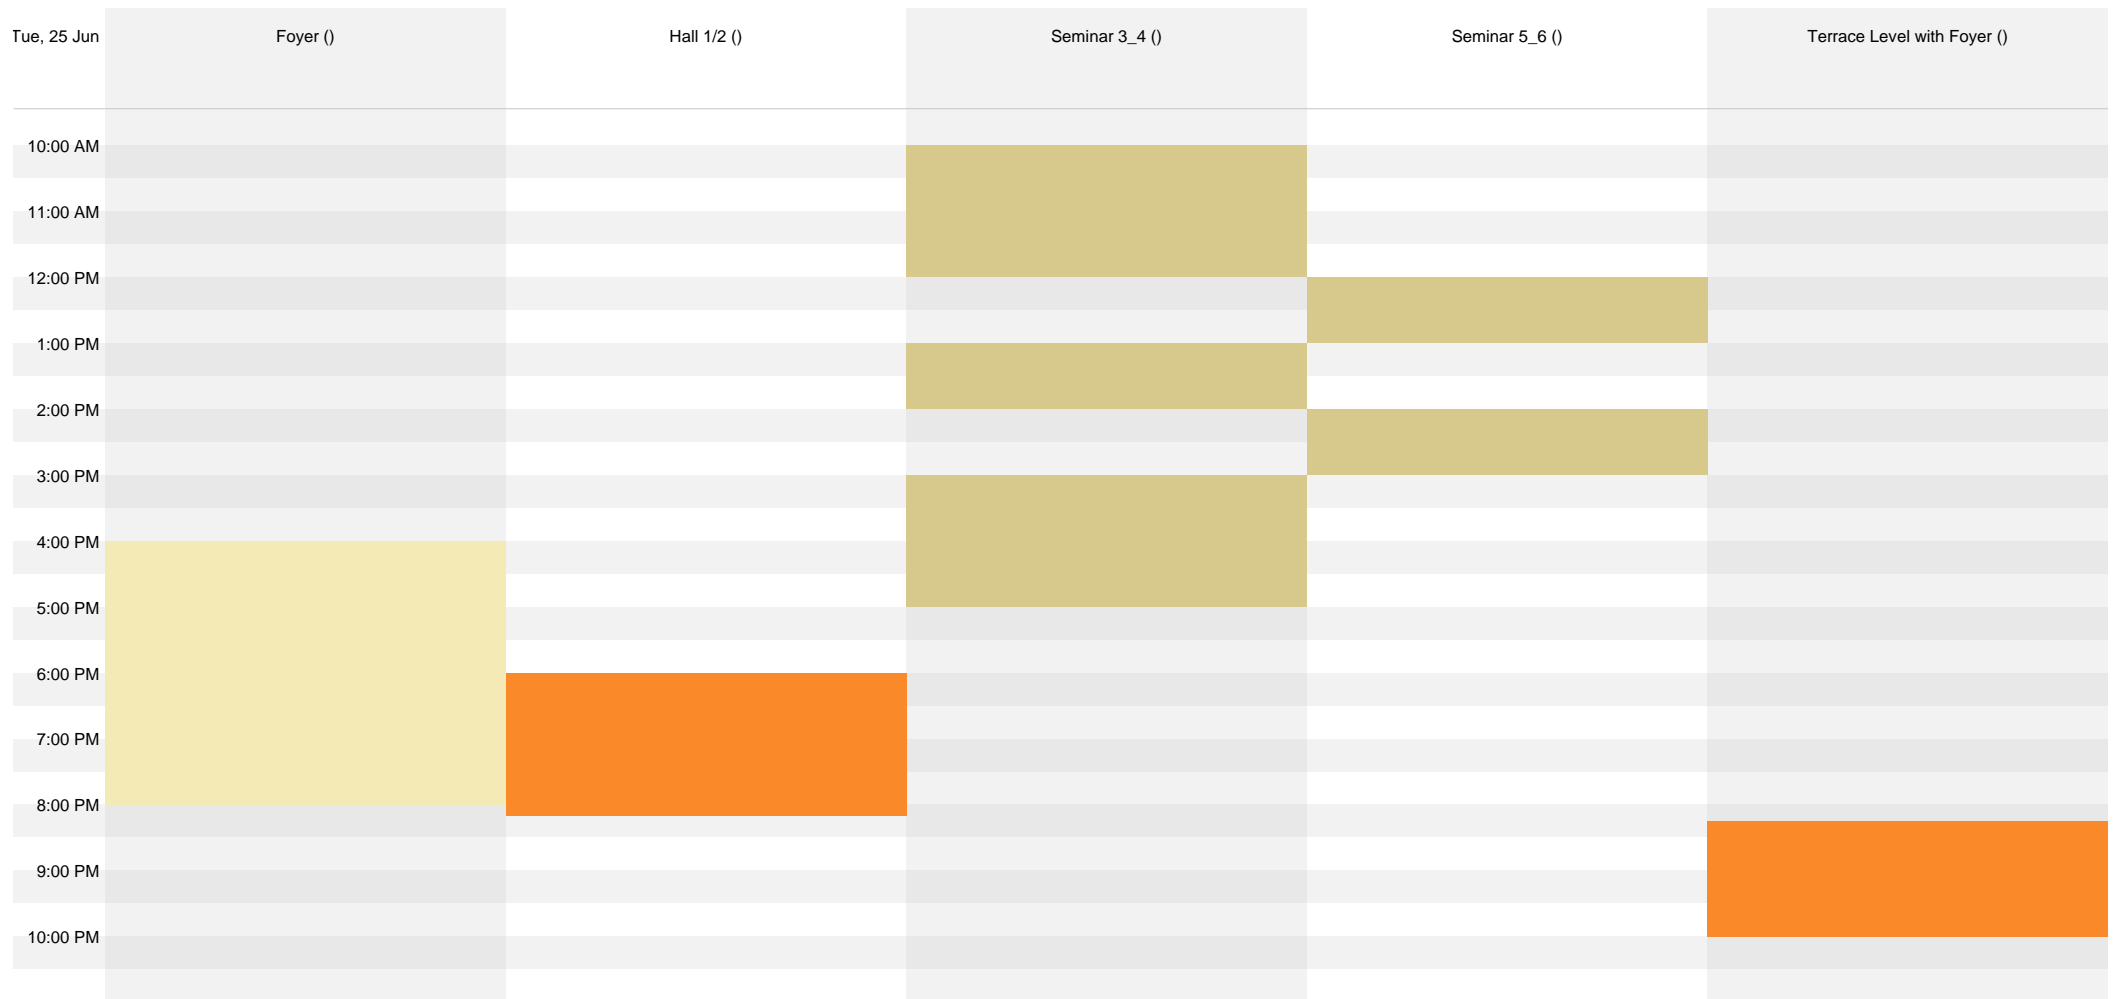 Tue, 25 Jun Foyer () Hall 1/2 () Seminar 3_4 () Seminar 5_6 () Terrace Level with Foyer ()
10:00 AM
11:00 AM
12:00 PM
1:00 PM
2:00 PM
3:00 PM
4:00 PM
5:00 PM
6:00 PM
7:00 PM
8:00 PM
9:00 PM
10:00 PM